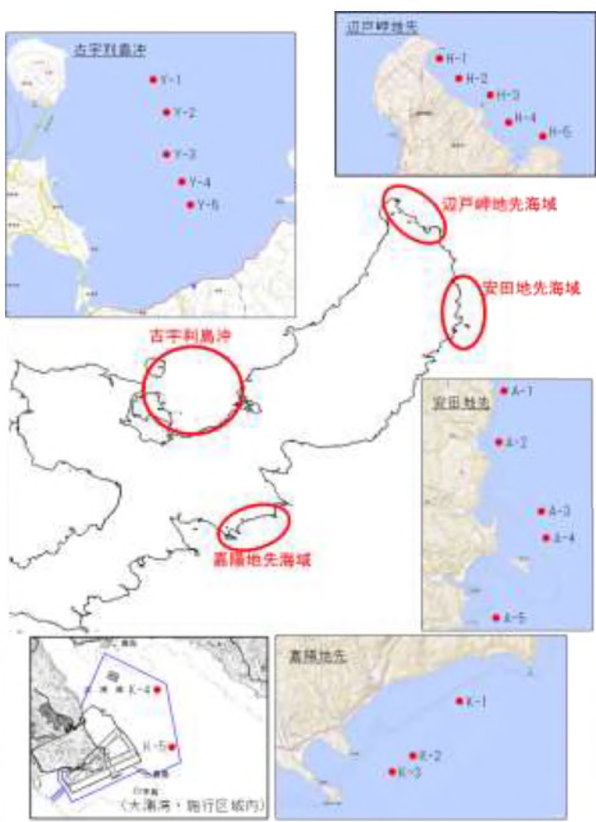 古宇利島沖
Y-1
Y-2
Y-3
Y-4
Y-5
辺戸岬地先
H-1
H-2
H-3
H-4
H-5
辺戸岬地先海域
安田地先海域
古宇利島沖
嘉陽地先海域
安田地先
A-1
A-2
A-3
A-4
A-5
K-4
K-5
(大浦湾・施行区域内)
嘉陽地先
K-1
K-2
K-3